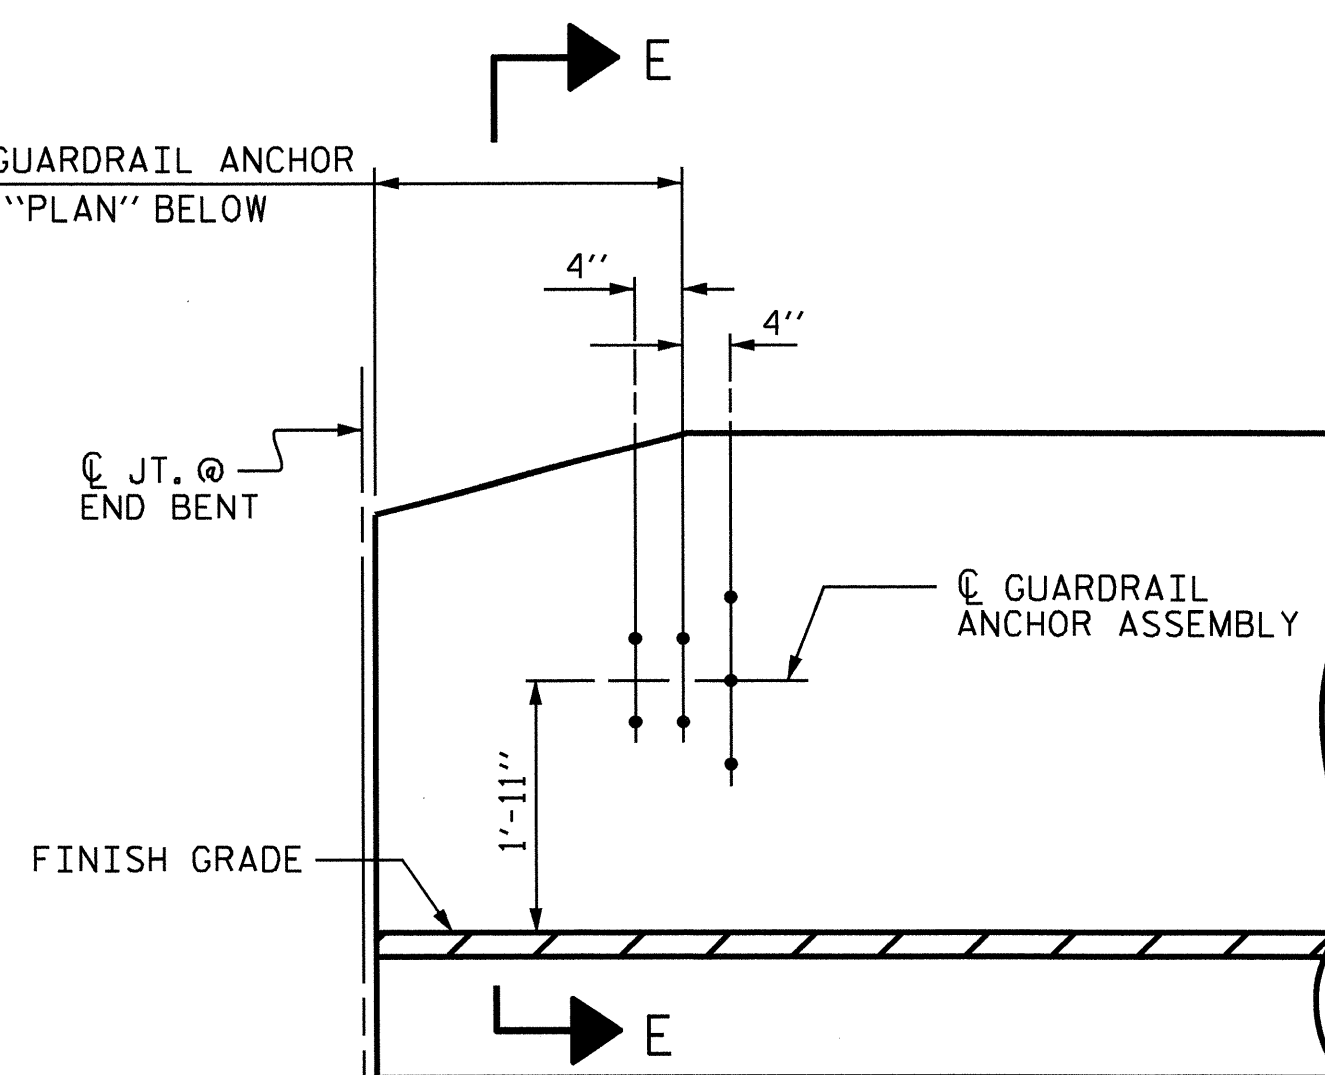 E
GUARDRAIL ANCHOR
"PLAN" BELOW
4"
4"
℄ JT. @
END BENT
℄ GUARDRAIL
ANCHOR ASSEMBLY
1'-11"
FINISH GRADE
E